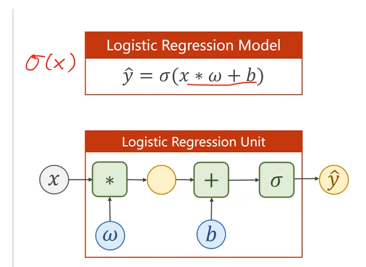 Logistic Regression Model
σ(x)
ŷ = σ(x * ω + b)
Logistic Regression Unit
x * + σ ŷ
ω b